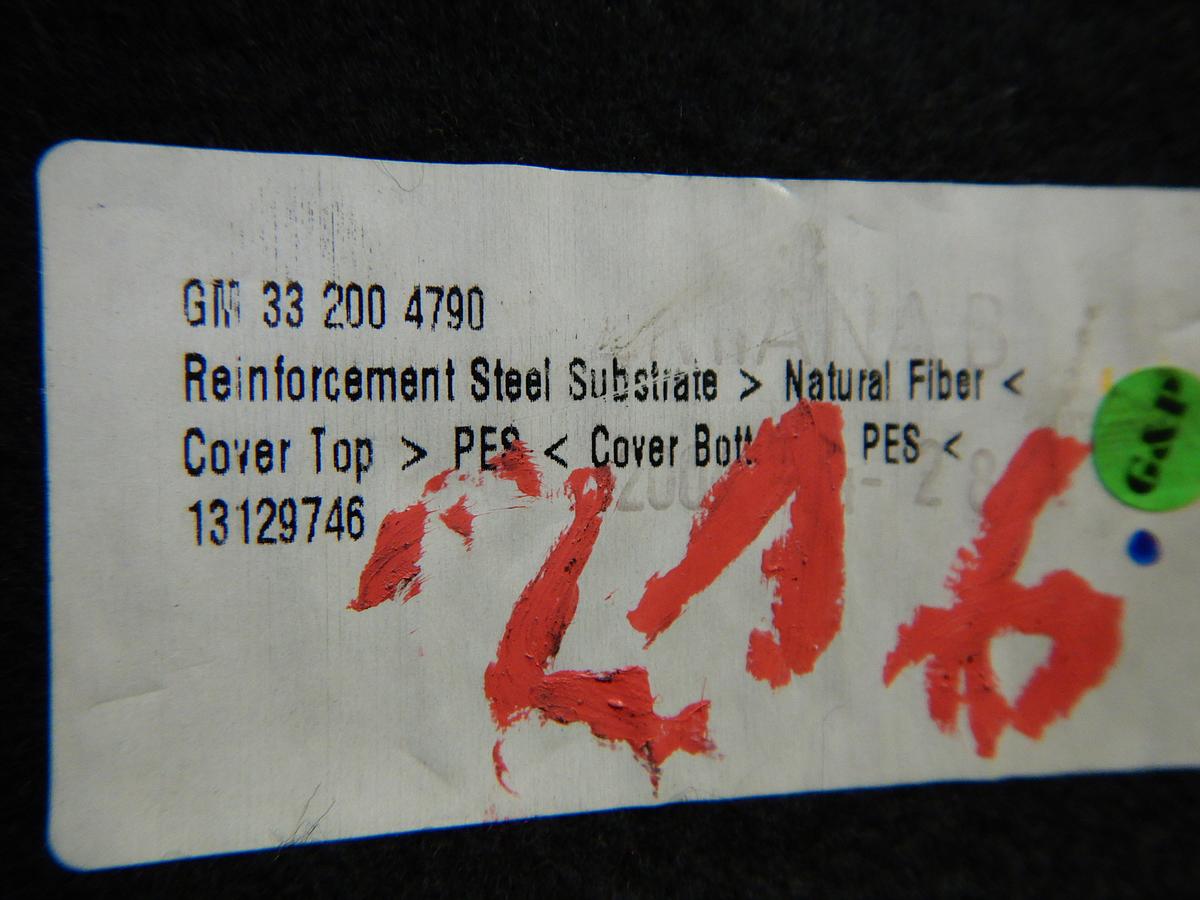 GM 33 200 4790
Reinforcement Steel Substrate > Natural Fiber <
Cover Top > PES < Cover Bott > PES <
13129746
216
G&P